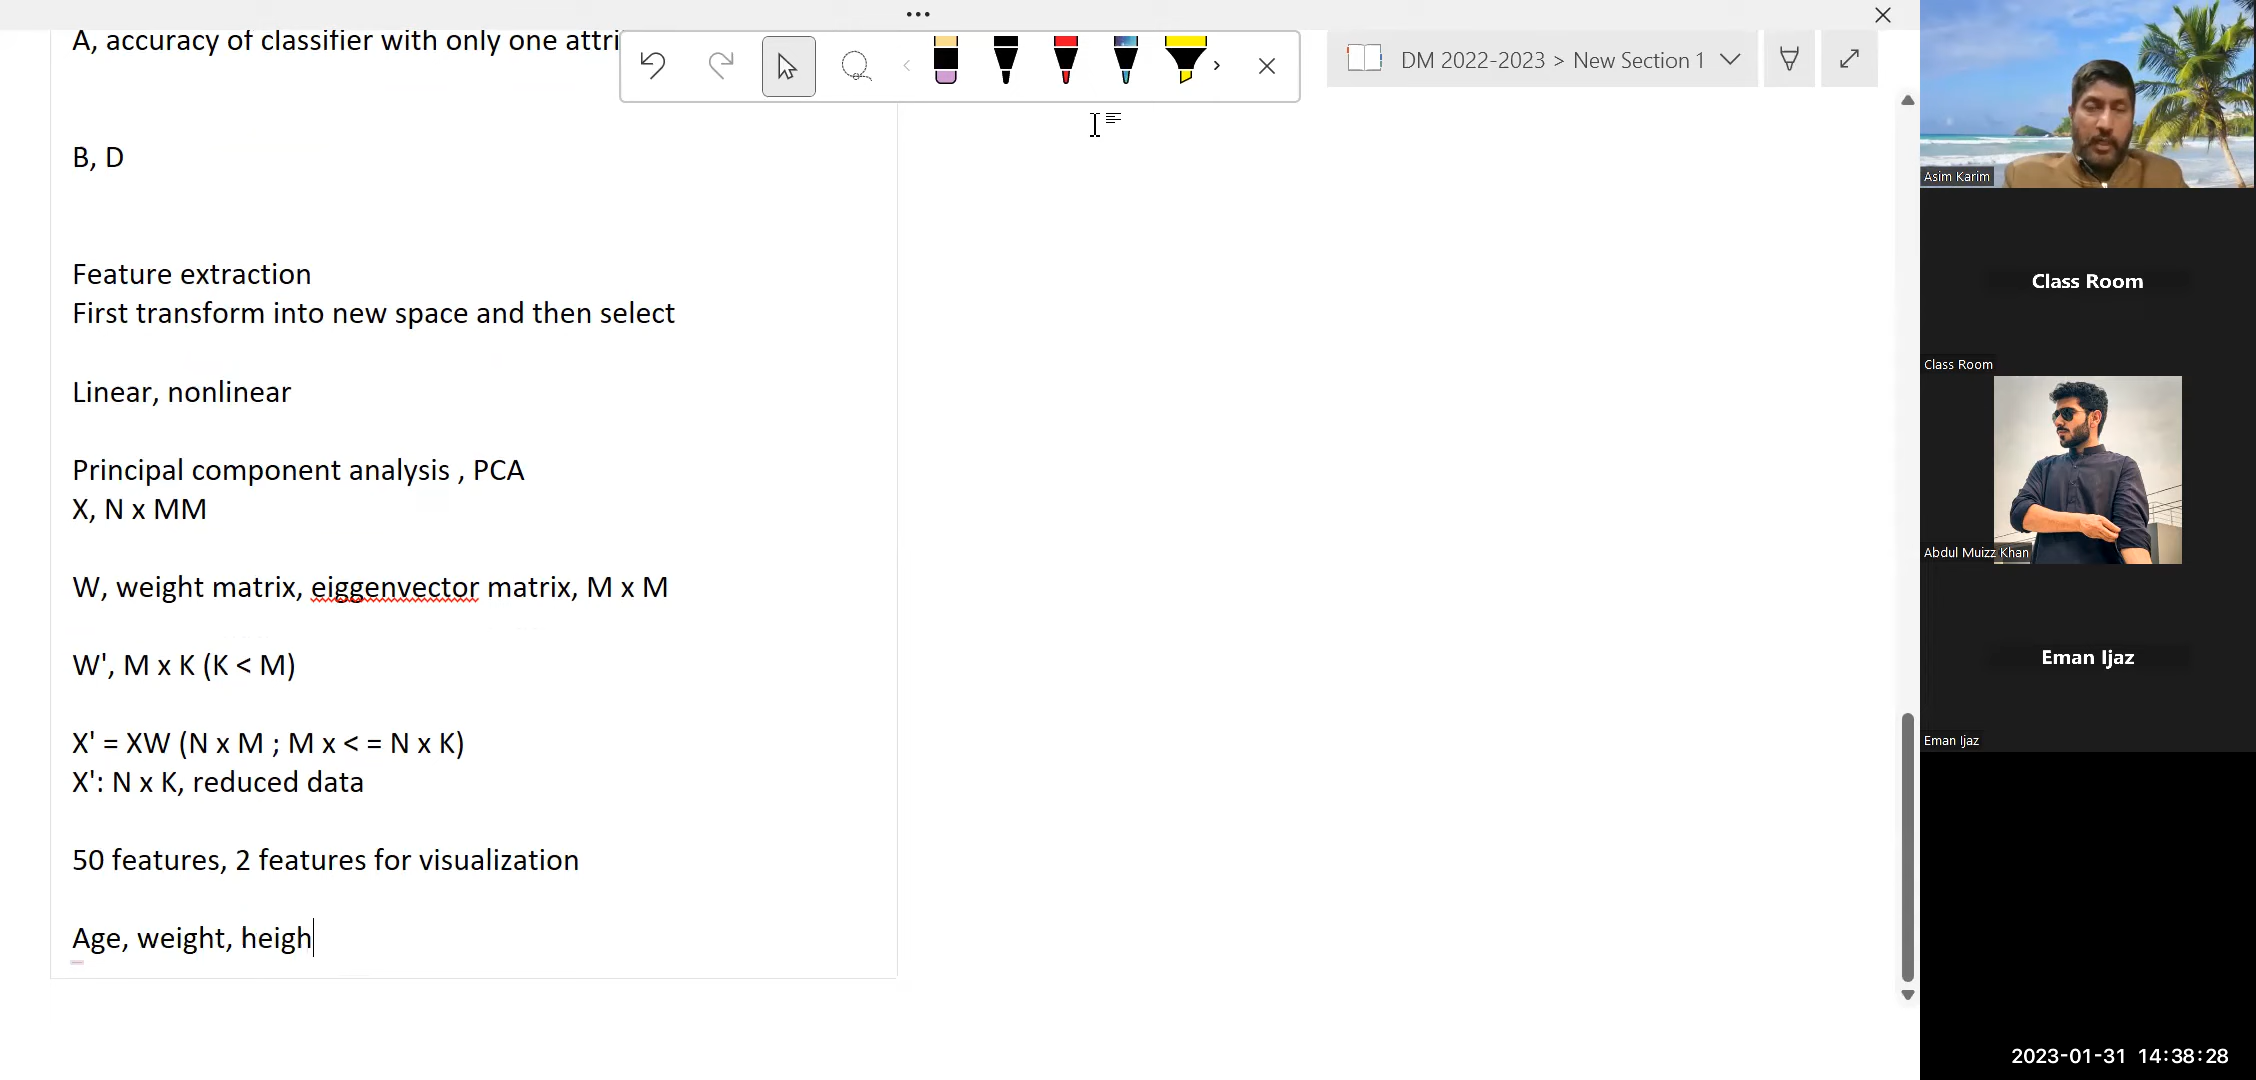 A, accuracy of classifier with only one attri
DM 2022-2023 > New Section 1
B, D
Feature extraction
First transform into new space and then select
Linear, nonlinear
Principal component analysis , PCA
X, N x MM
W, weight matrix, eiggenvector matrix, M x M
W', M x K (K < M)
X' = XW (N x M ; M x < = N x K)
X': N x K, reduced data
50 features, 2 features for visualization
Age, weight, heigh
Asim Karim
Class Room
Class Room
Abdul Muizz Khan
Eman Ijaz
Eman Ijaz
2023-01-31 14:38:28